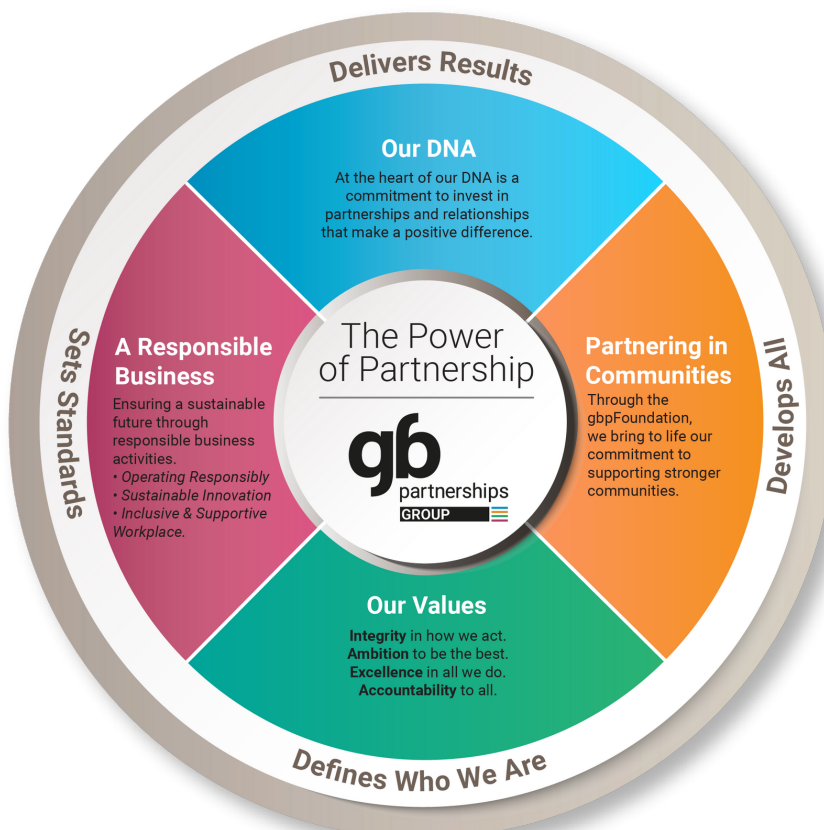 Delivers Results
Our DNA
At the heart of our DNA is a
commitment to invest in
partnerships and relationships
that make a positive difference.
Sets Standards
A Responsible
Business
Ensuring a sustainable
future through
responsible business
activities.
• Operating Responsibly
• Sustainable Innovation
• Inclusive & Supportive
Workplace.
The Power
of Partnership
gb
partnerships
GROUP
Partnering in
Communities
Through the
gbpFoundation,
we bring to life our
commitment to
supporting stronger
communities.
Develops All
Our Values
Integrity in how we act.
Ambition to be the best.
Excellence in all we do.
Accountability to all.
Defines Who We Are